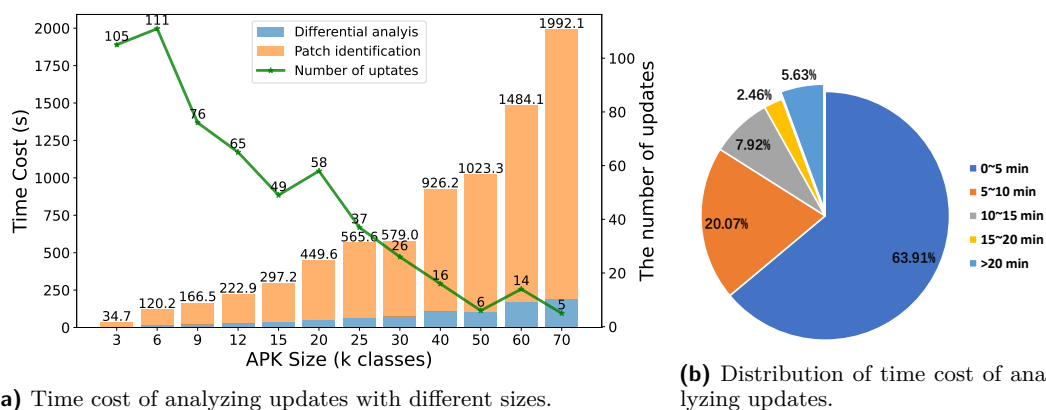 Differential analyis
Patch identification
Number of uptates
Time Cost (s)
2000
1750
1500
1250
1000
750
500
250
0
34.7
120.2
166.5
222.9
297.2
449.6
565.6
579.0
926.2
1023.3
1484.1
1992.1
105
111
76
65
49
58
37
26
16
6
14
5
3 6 9 12 15 20 25 30 40 50 60 70
APK Size (k classes)
100
80
60
40
20
0
The number of updates
a) Time cost of analyzing updates with different sizes.
5.63%
2.46%
7.92%
20.07%
63.91%
0~5 min
5~10 min
10~15 min
15~20 min
>20 min
(b) Distribution of time cost of ana
lyzing updates.